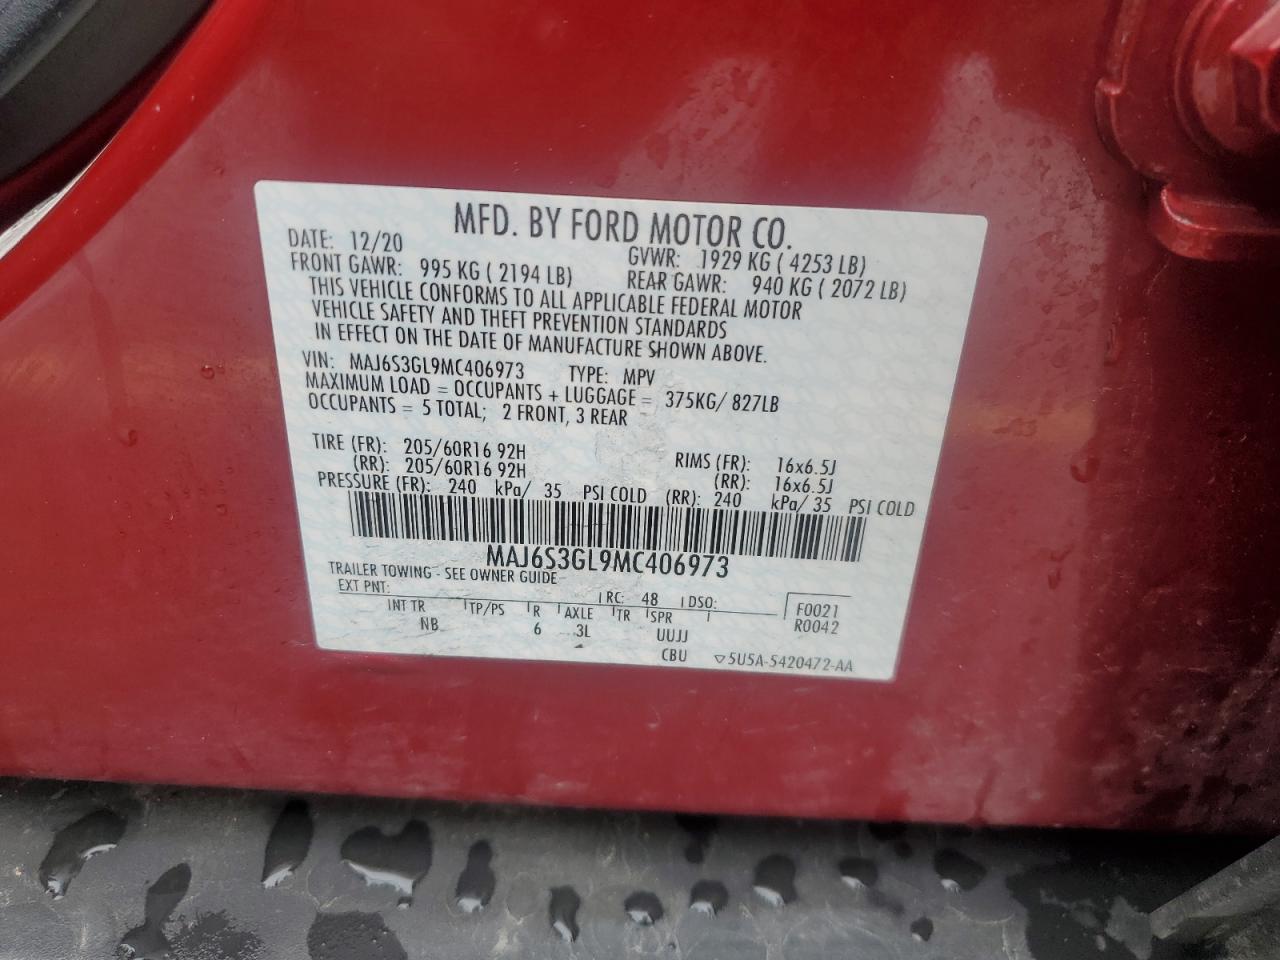 MFD. BY FORD MOTOR CO.
DATE: 12/20 GVWR: 1929 KG ( 4253 LB)
FRONT GAWR: 995 KG ( 2194 LB) REAR GAWR: 940 KG ( 2072 LB)
THIS VEHICLE CONFORMS TO ALL APPLICABLE FEDERAL MOTOR
VEHICLE SAFETY AND THEFT PREVENTION STANDARDS
IN EFFECT ON THE DATE OF MANUFACTURE SHOWN ABOVE.
VIN: MAJ6S3GL9MC406973 TYPE: MPV
MAXIMUM LOAD = OCCUPANTS + LUGGAGE = 375KG/ 827LB
OCCUPANTS = 5 TOTAL; 2 FRONT, 3 REAR
TIRE (FR): 205/60R16 92H RIMS (FR): 16x6.5J
(RR): 205/60R16 92H (RR): 16x6.5J
PRESSURE (FR): 240 kPa/ 35 PSI COLD (RR): 240 kPa/ 35 PSI COLD
MAJ6S3GL9MC406973
TRAILER TOWING - SEE OWNER GUIDE
EXT PNT: RC: 48 DSO:
INT TR TP/PS R AXLE TR SPR F0021
NB 6 3L UUJJ R0042
CBU ▽5U5A-5420472-AA